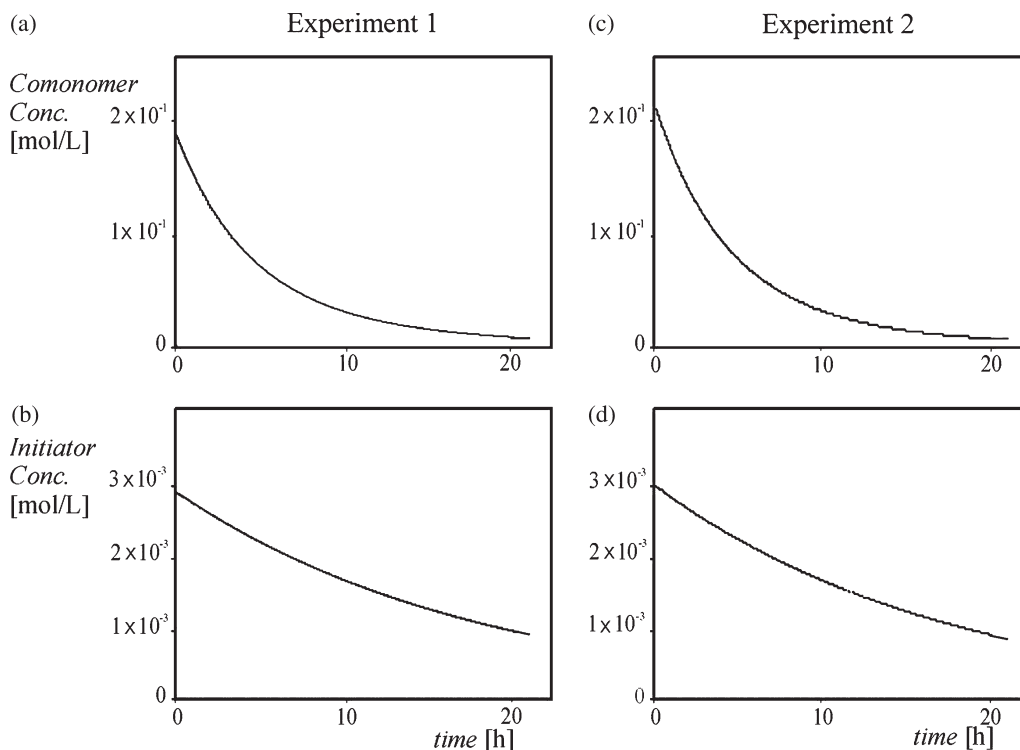 (a)
Experiment 1
Comonomer
Conc.
[mol/L]
2×10⁻¹
1×10⁻¹
0
0
10
20
(c)
Experiment 2
2×10⁻¹
1×10⁻¹
0
0
10
20
(b)
Initiator
Conc.
[mol/L]
3×10⁻³
2×10⁻³
1×10⁻³
0
0
10
20
time [h]
(d)
3×10⁻³
2×10⁻³
1×10⁻³
0
0
10
20
time [h]